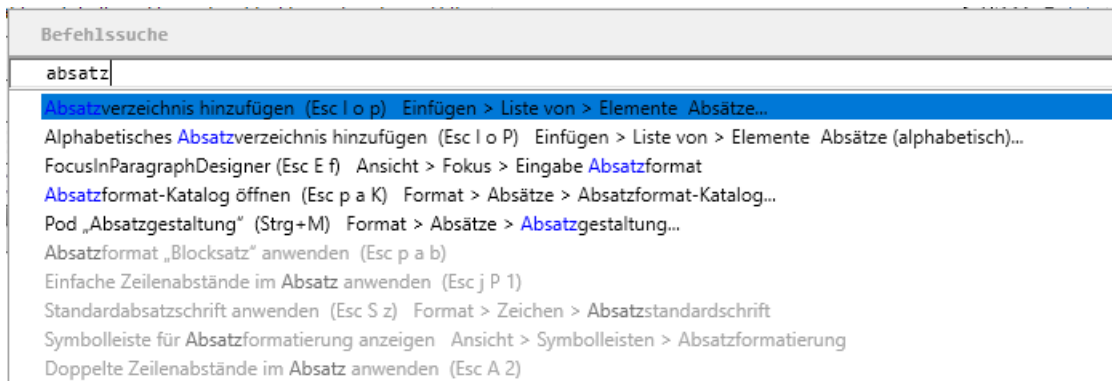 Befehlssuche
absatz
Absatzverzeichnis hinzufügen (Esc l o p) Einfügen > Liste von > Elemente Absätze...
Alphabetisches Absatzverzeichnis hinzufügen (Esc l o P) Einfügen > Liste von > Elemente Absätze (alphabetisch)...
FocusInParagraphDesigner (Esc E f) Ansicht > Fokus > Eingabe Absatzformat
Absatzformat-Katalog öffnen (Esc p a K) Format > Absätze > Absatzformat-Katalog...
Pod „Absatzgestaltung“ (Strg+M) Format > Absätze > Absatzgestaltung...
Absatzformat „Blocksatz“ anwenden (Esc p a b)
Einfache Zeilenabstände im Absatz anwenden (Esc j P 1)
Standardabsatzschrift anwenden (Esc S z) Format > Zeichen > Absatzstandardschrift
Symbolleiste für Absatzformatierung anzeigen Ansicht > Symbolleisten > Absatzformatierung
Doppelte Zeilenabstände im Absatz anwenden (Esc A 2)